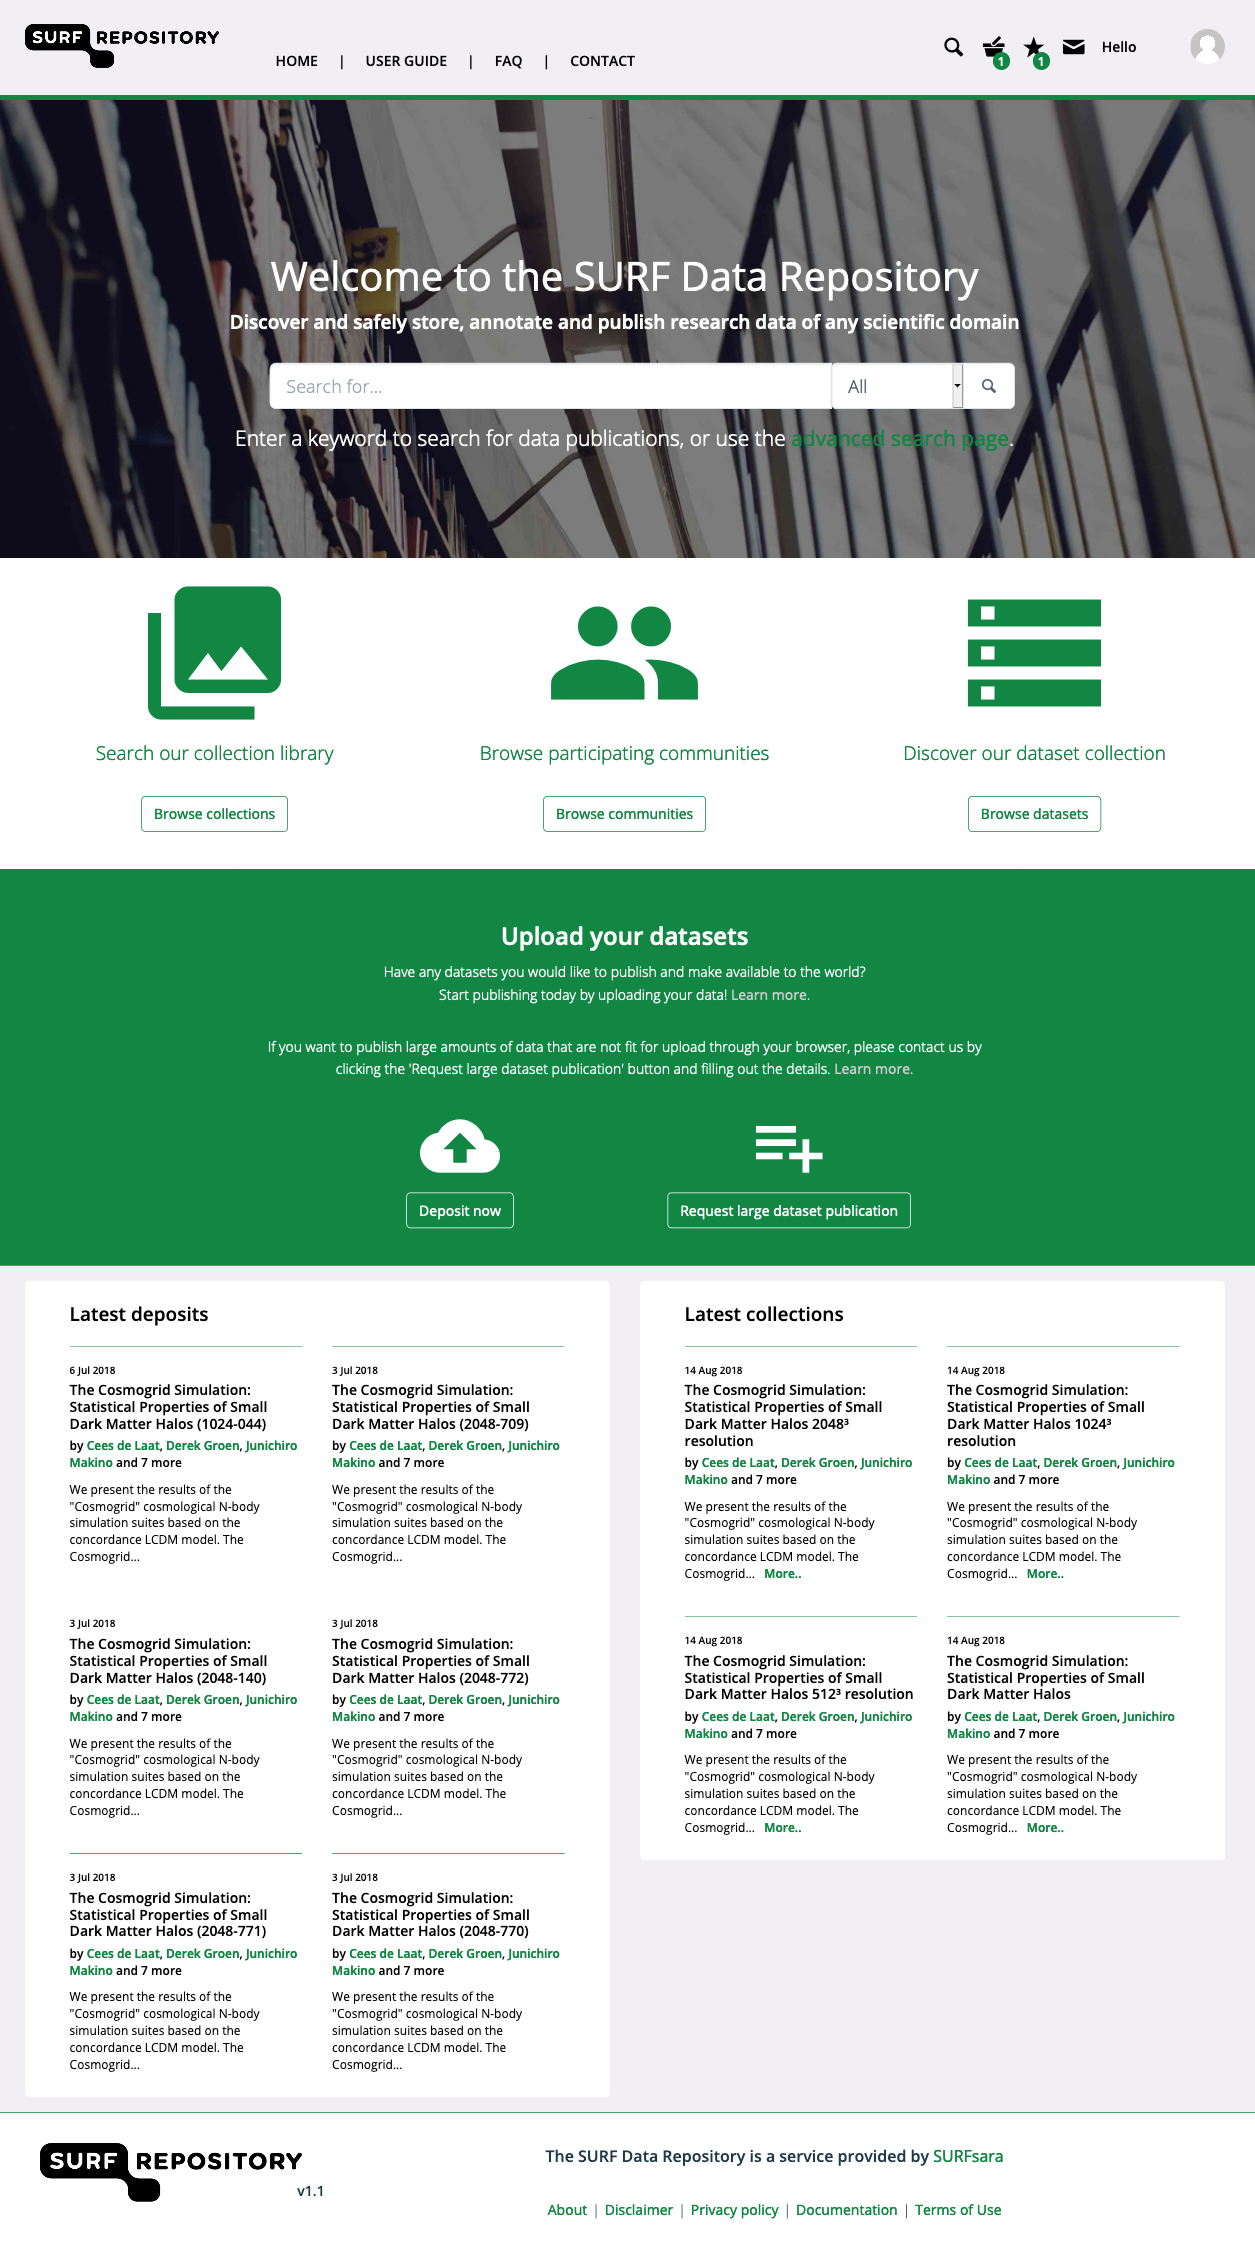 SURF REPOSITORY
HOME | USER GUIDE | FAQ | CONTACT
1 1 Hello
Welcome to the SURF Data Repository
Discover and safely store, annotate and publish research data of any scientific domain
Search for... All
Enter a keyword to search for data publications, or use the advanced search page.
Search our collection library
Browse collections
Browse participating communities
Browse communities
Discover our dataset collection
Browse datasets
Upload your datasets
Have any datasets you would like to publish and make available to the world?
Start publishing today by uploading your data! Learn more.
If you want to publish large amounts of data that are not fit for upload through your browser, please contact us by
clicking the 'Request large dataset publication' button and filling out the details. Learn more.
Deposit now
Request large dataset publication
Latest deposits
6 Jul 2018
The Cosmogrid Simulation:
Statistical Properties of Small
Dark Matter Halos (1024-044)
by Cees de Laat, Derek Groen, Junichiro
Makino and 7 more
We present the results of the
"Cosmogrid" cosmological N-body
simulation suites based on the
concordance LCDM model. The
Cosmogrid...
3 Jul 2018
The Cosmogrid Simulation:
Statistical Properties of Small
Dark Matter Halos (2048-709)
by Cees de Laat, Derek Groen, Junichiro
Makino and 7 more
We present the results of the
"Cosmogrid" cosmological N-body
simulation suites based on the
concordance LCDM model. The
Cosmogrid...
3 Jul 2018
The Cosmogrid Simulation:
Statistical Properties of Small
Dark Matter Halos (2048-140)
by Cees de Laat, Derek Groen, Junichiro
Makino and 7 more
We present the results of the
"Cosmogrid" cosmological N-body
simulation suites based on the
concordance LCDM model. The
Cosmogrid...
3 Jul 2018
The Cosmogrid Simulation:
Statistical Properties of Small
Dark Matter Halos (2048-772)
by Cees de Laat, Derek Groen, Junichiro
Makino and 7 more
We present the results of the
"Cosmogrid" cosmological N-body
simulation suites based on the
concordance LCDM model. The
Cosmogrid...
3 Jul 2018
The Cosmogrid Simulation:
Statistical Properties of Small
Dark Matter Halos (2048-771)
by Cees de Laat, Derek Groen, Junichiro
Makino and 7 more
We present the results of the
"Cosmogrid" cosmological N-body
simulation suites based on the
concordance LCDM model. The
Cosmogrid...
3 Jul 2018
The Cosmogrid Simulation:
Statistical Properties of Small
Dark Matter Halos (2048-770)
by Cees de Laat, Derek Groen, Junichiro
Makino and 7 more
We present the results of the
"Cosmogrid" cosmological N-body
simulation suites based on the
concordance LCDM model. The
Cosmogrid...
Latest collections
14 Aug 2018
The Cosmogrid Simulation:
Statistical Properties of Small
Dark Matter Halos 2048³
resolution
by Cees de Laat, Derek Groen, Junichiro
Makino and 7 more
We present the results of the
"Cosmogrid" cosmological N-body
simulation suites based on the
concordance LCDM model. The
Cosmogrid... More..
14 Aug 2018
The Cosmogrid Simulation:
Statistical Properties of Small
Dark Matter Halos 1024³
resolution
by Cees de Laat, Derek Groen, Junichiro
Makino and 7 more
We present the results of the
"Cosmogrid" cosmological N-body
simulation suites based on the
concordance LCDM model. The
Cosmogrid... More..
14 Aug 2018
The Cosmogrid Simulation:
Statistical Properties of Small
Dark Matter Halos 512³ resolution
by Cees de Laat, Derek Groen, Junichiro
Makino and 7 more
We present the results of the
"Cosmogrid" cosmological N-body
simulation suites based on the
concordance LCDM model. The
Cosmogrid... More..
14 Aug 2018
The Cosmogrid Simulation:
Statistical Properties of Small
Dark Matter Halos
by Cees de Laat, Derek Groen, Junichiro
Makino and 7 more
We present the results of the
"Cosmogrid" cosmological N-body
simulation suites based on the
concordance LCDM model. The
Cosmogrid... More..
SURF REPOSITORY
v1.1
The SURF Data Repository is a service provided by SURFsara
About | Disclaimer | Privacy policy | Documentation | Terms of Use